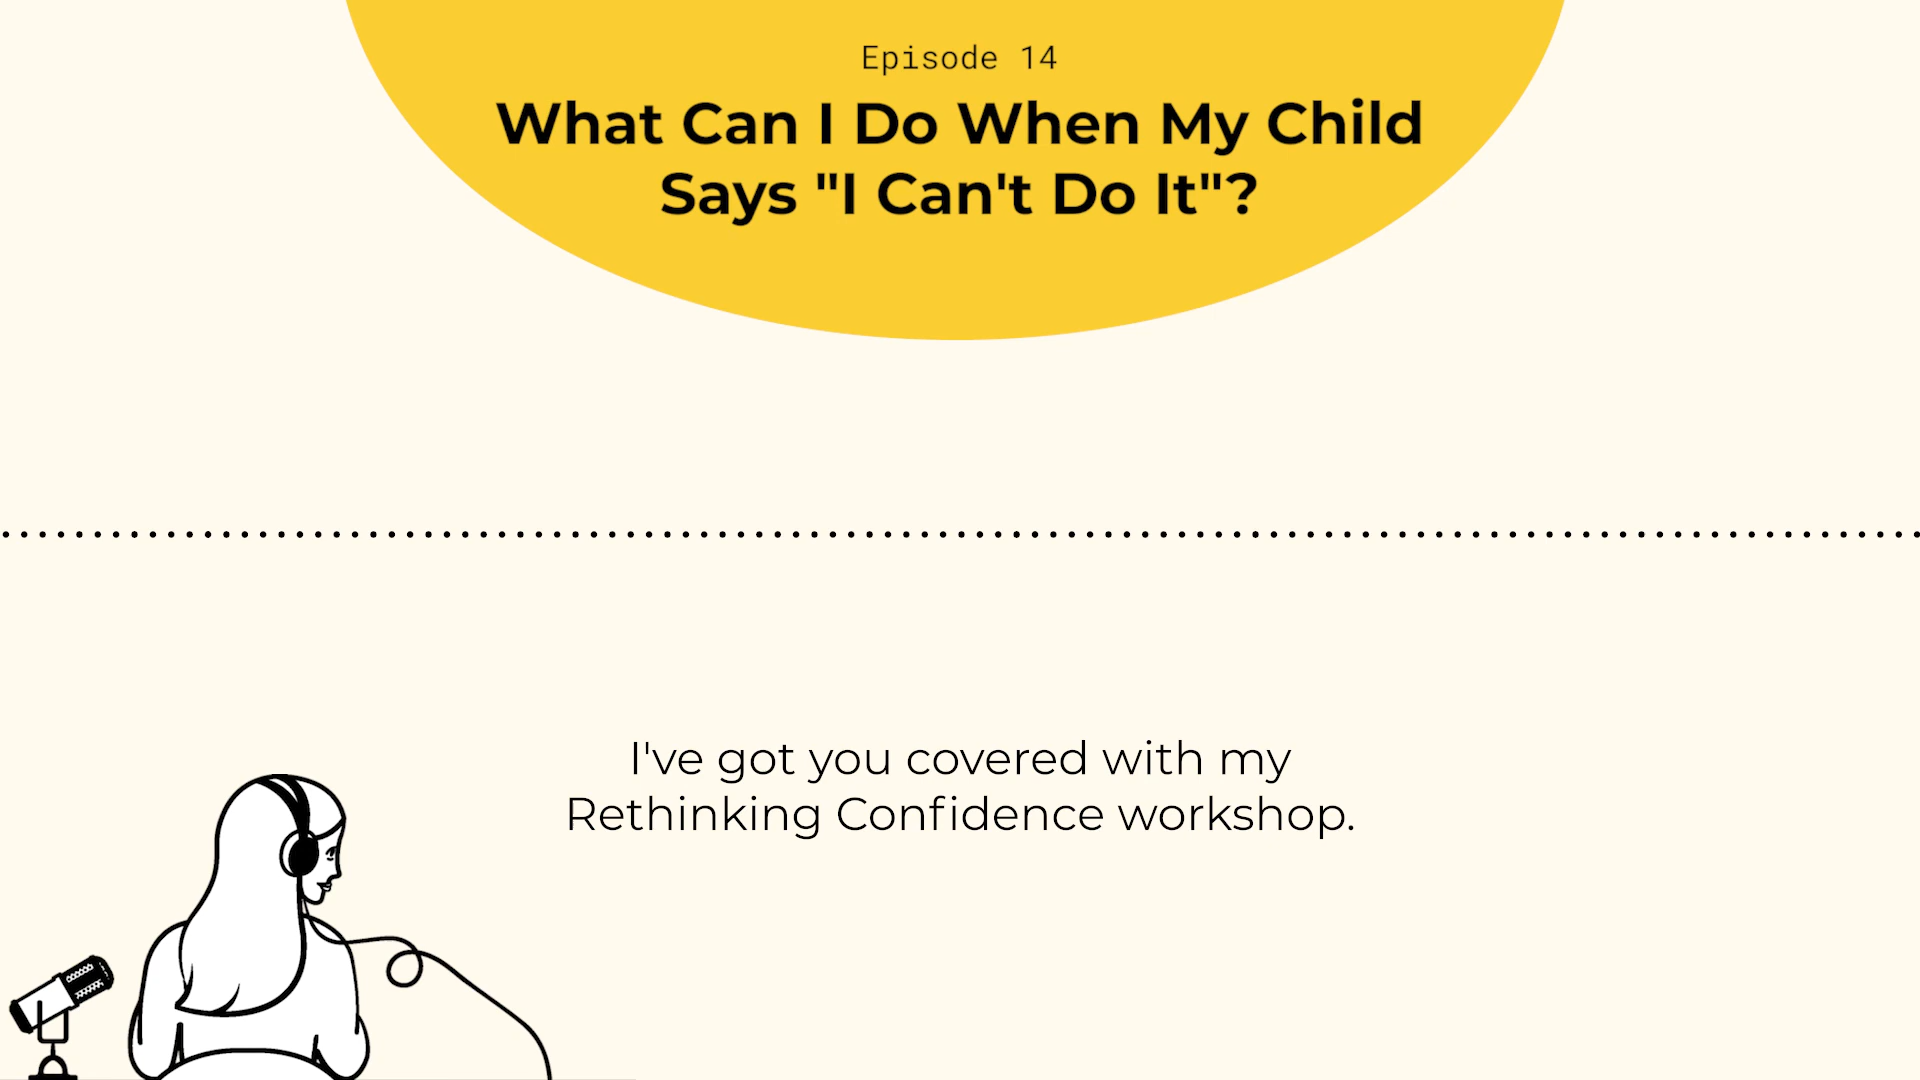 Episode 14
What Can I Do When My Child
Says "I Can't Do It"?
I've got you covered with my
Rethinking Confidence workshop.